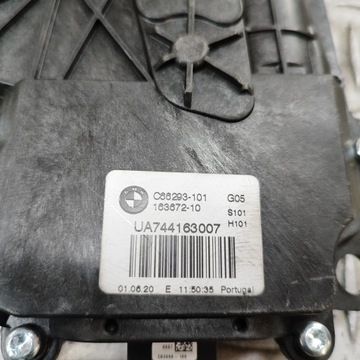 C66293-101 G05
163672-10 S101
H101
UA744163007
01.06.20 E 11:50:35 Portugal